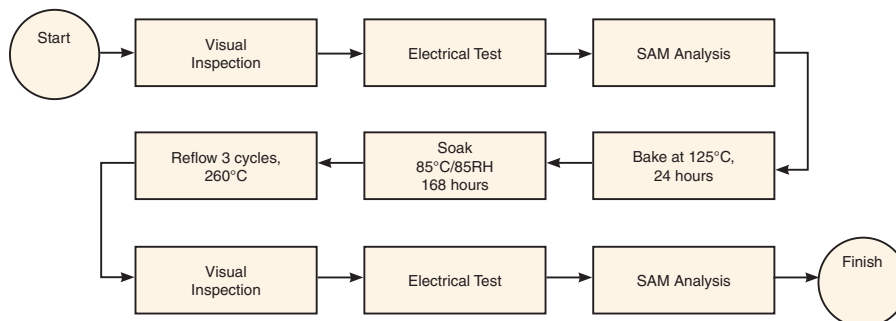 Start
Visual
Inspection
Electrical Test
SAM Analysis
Bake at 125°C,
24 hours
Soak
85°C/85RH
168 hours
Reflow 3 cycles,
260°C
Visual
Inspection
Electrical Test
SAM Analysis
Finish